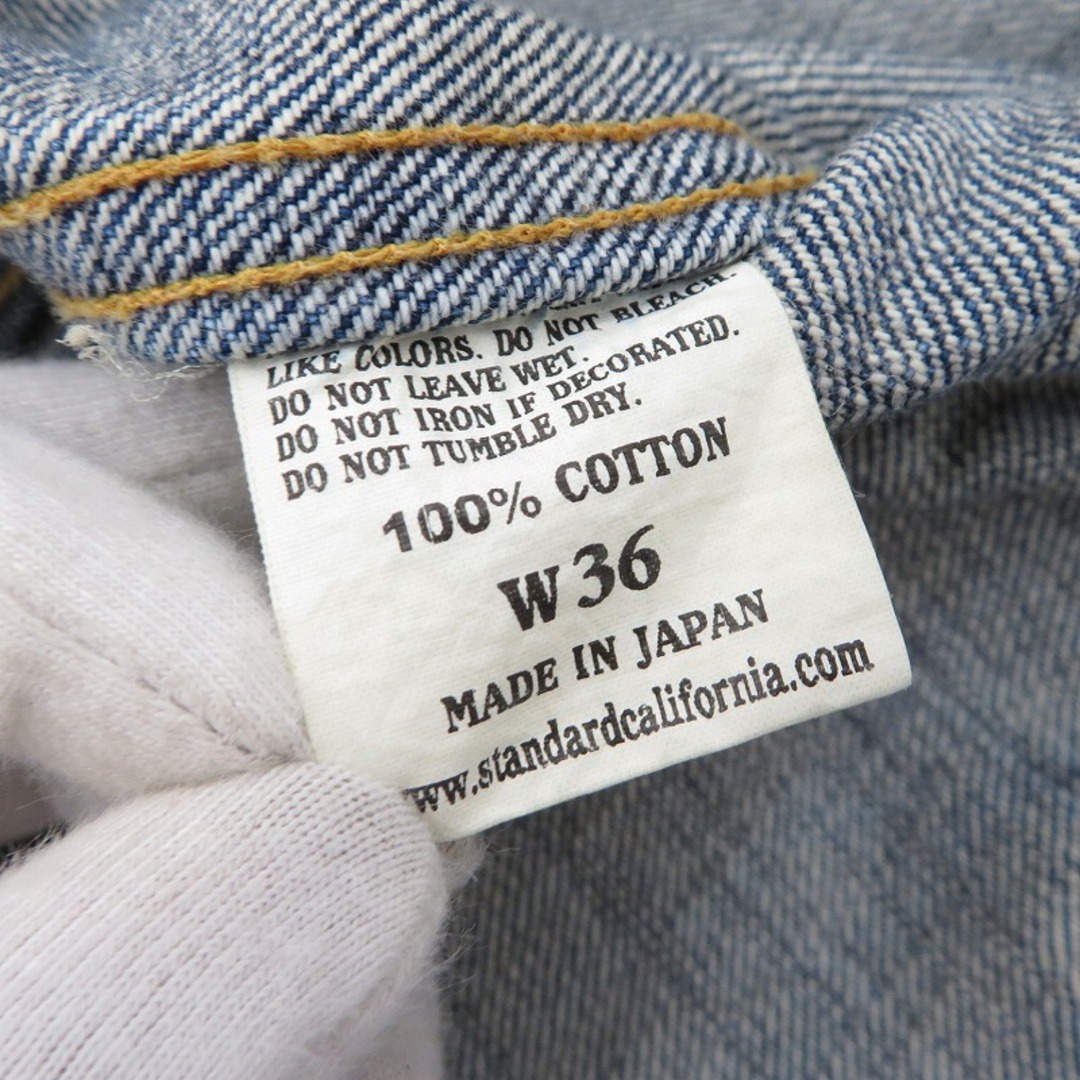 LIKE COLORS. DO NOT BLEACH.
DO NOT LEAVE WET.
DO NOT IRON IF DECORATED.
DO NOT TUMBLE DRY.
100% COTTON
W 36
MADE IN JAPAN
www.standardcalifornia.com